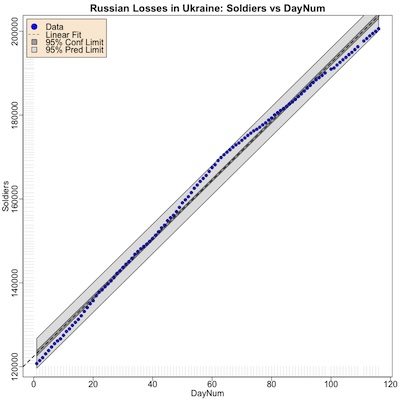 Russian Losses in Ukraine: Soldiers vs DayNum
Data
Linear Fit
95% Conf Limit
95% Pred Limit
200000
180000
160000
140000
120000
Soldiers
0 20 40 60 80 100 120
DayNum